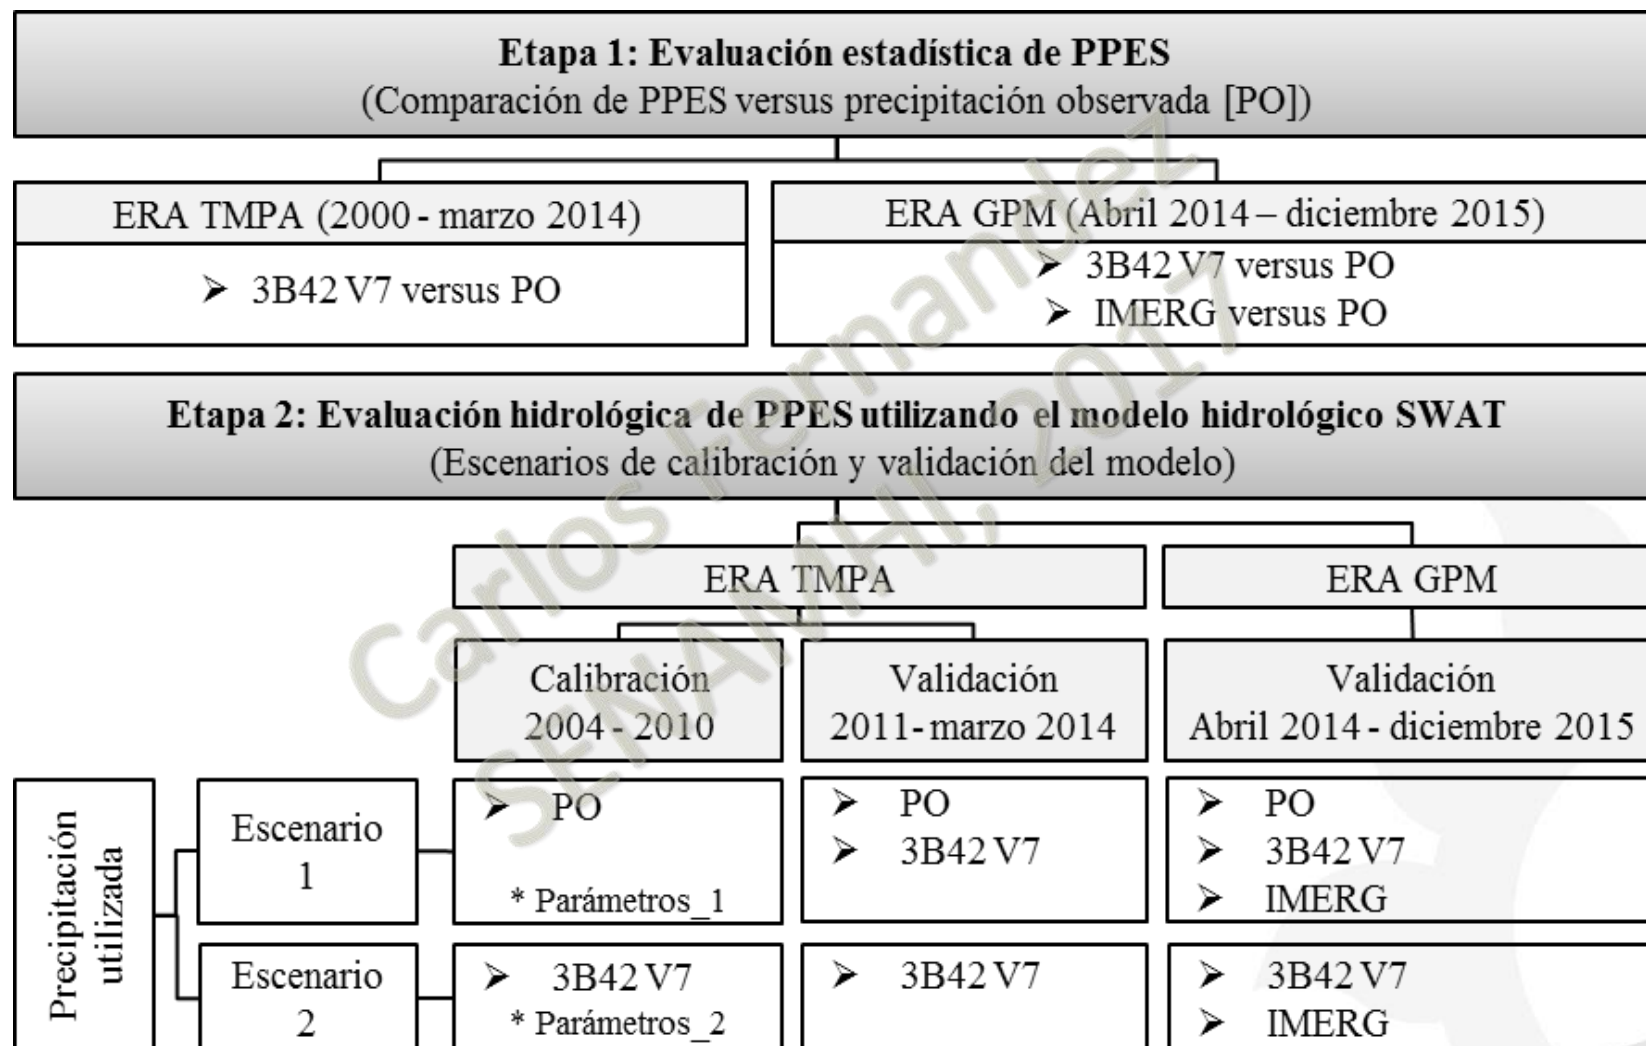 Etapa 1: Evaluación estadística de PPES
(Comparación de PPES versus precipitación observada [PO])
ERA TMPA (2000 - marzo 2014)
➢ 3B42 V7 versus PO
ERA GPM (Abril 2014 – diciembre 2015)
➢ 3B42 V7 versus PO
➢ IMERG versus PO
Etapa 2: Evaluación hidrológica de PPES utilizando el modelo hidrológico SWAT
(Escenarios de calibración y validación del modelo)
ERA TMPA
ERA GPM
Calibración
2004 - 2010
Validación
2011- marzo 2014
Validación
Abril 2014 - diciembre 2015
Precipitación
utilizada
Escenario
1
➢ PO
* Parámetros_1
➢ PO
➢ 3B42 V7
➢ PO
➢ 3B42 V7
➢ IMERG
Escenario
2
➢ 3B42 V7
* Parámetros_2
➢ 3B42 V7
➢ 3B42 V7
➢ IMERG
Carlos Fernandez
SENAMHI, 2017